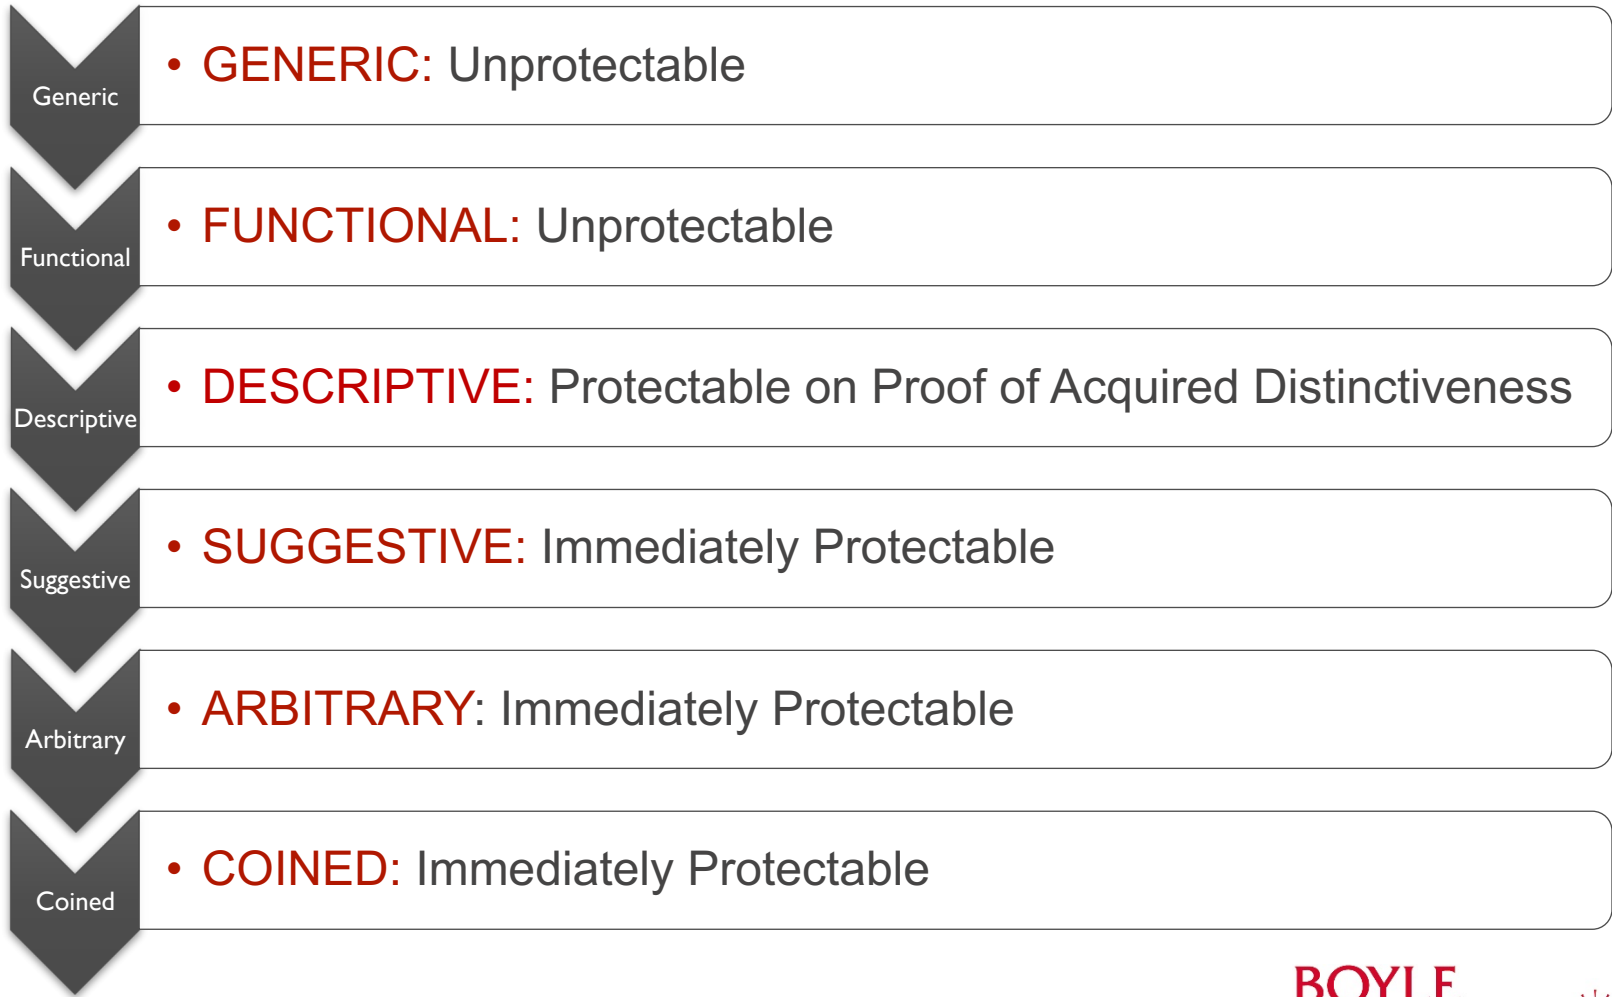 Generic
• GENERIC: Unprotectable
Functional
• FUNCTIONAL: Unprotectable
Descriptive
• DESCRIPTIVE: Protectable on Proof of Acquired Distinctiveness
Suggestive
• SUGGESTIVE: Immediately Protectable
Arbitrary
• ARBITRARY: Immediately Protectable
Coined
• COINED: Immediately Protectable
BOYLE